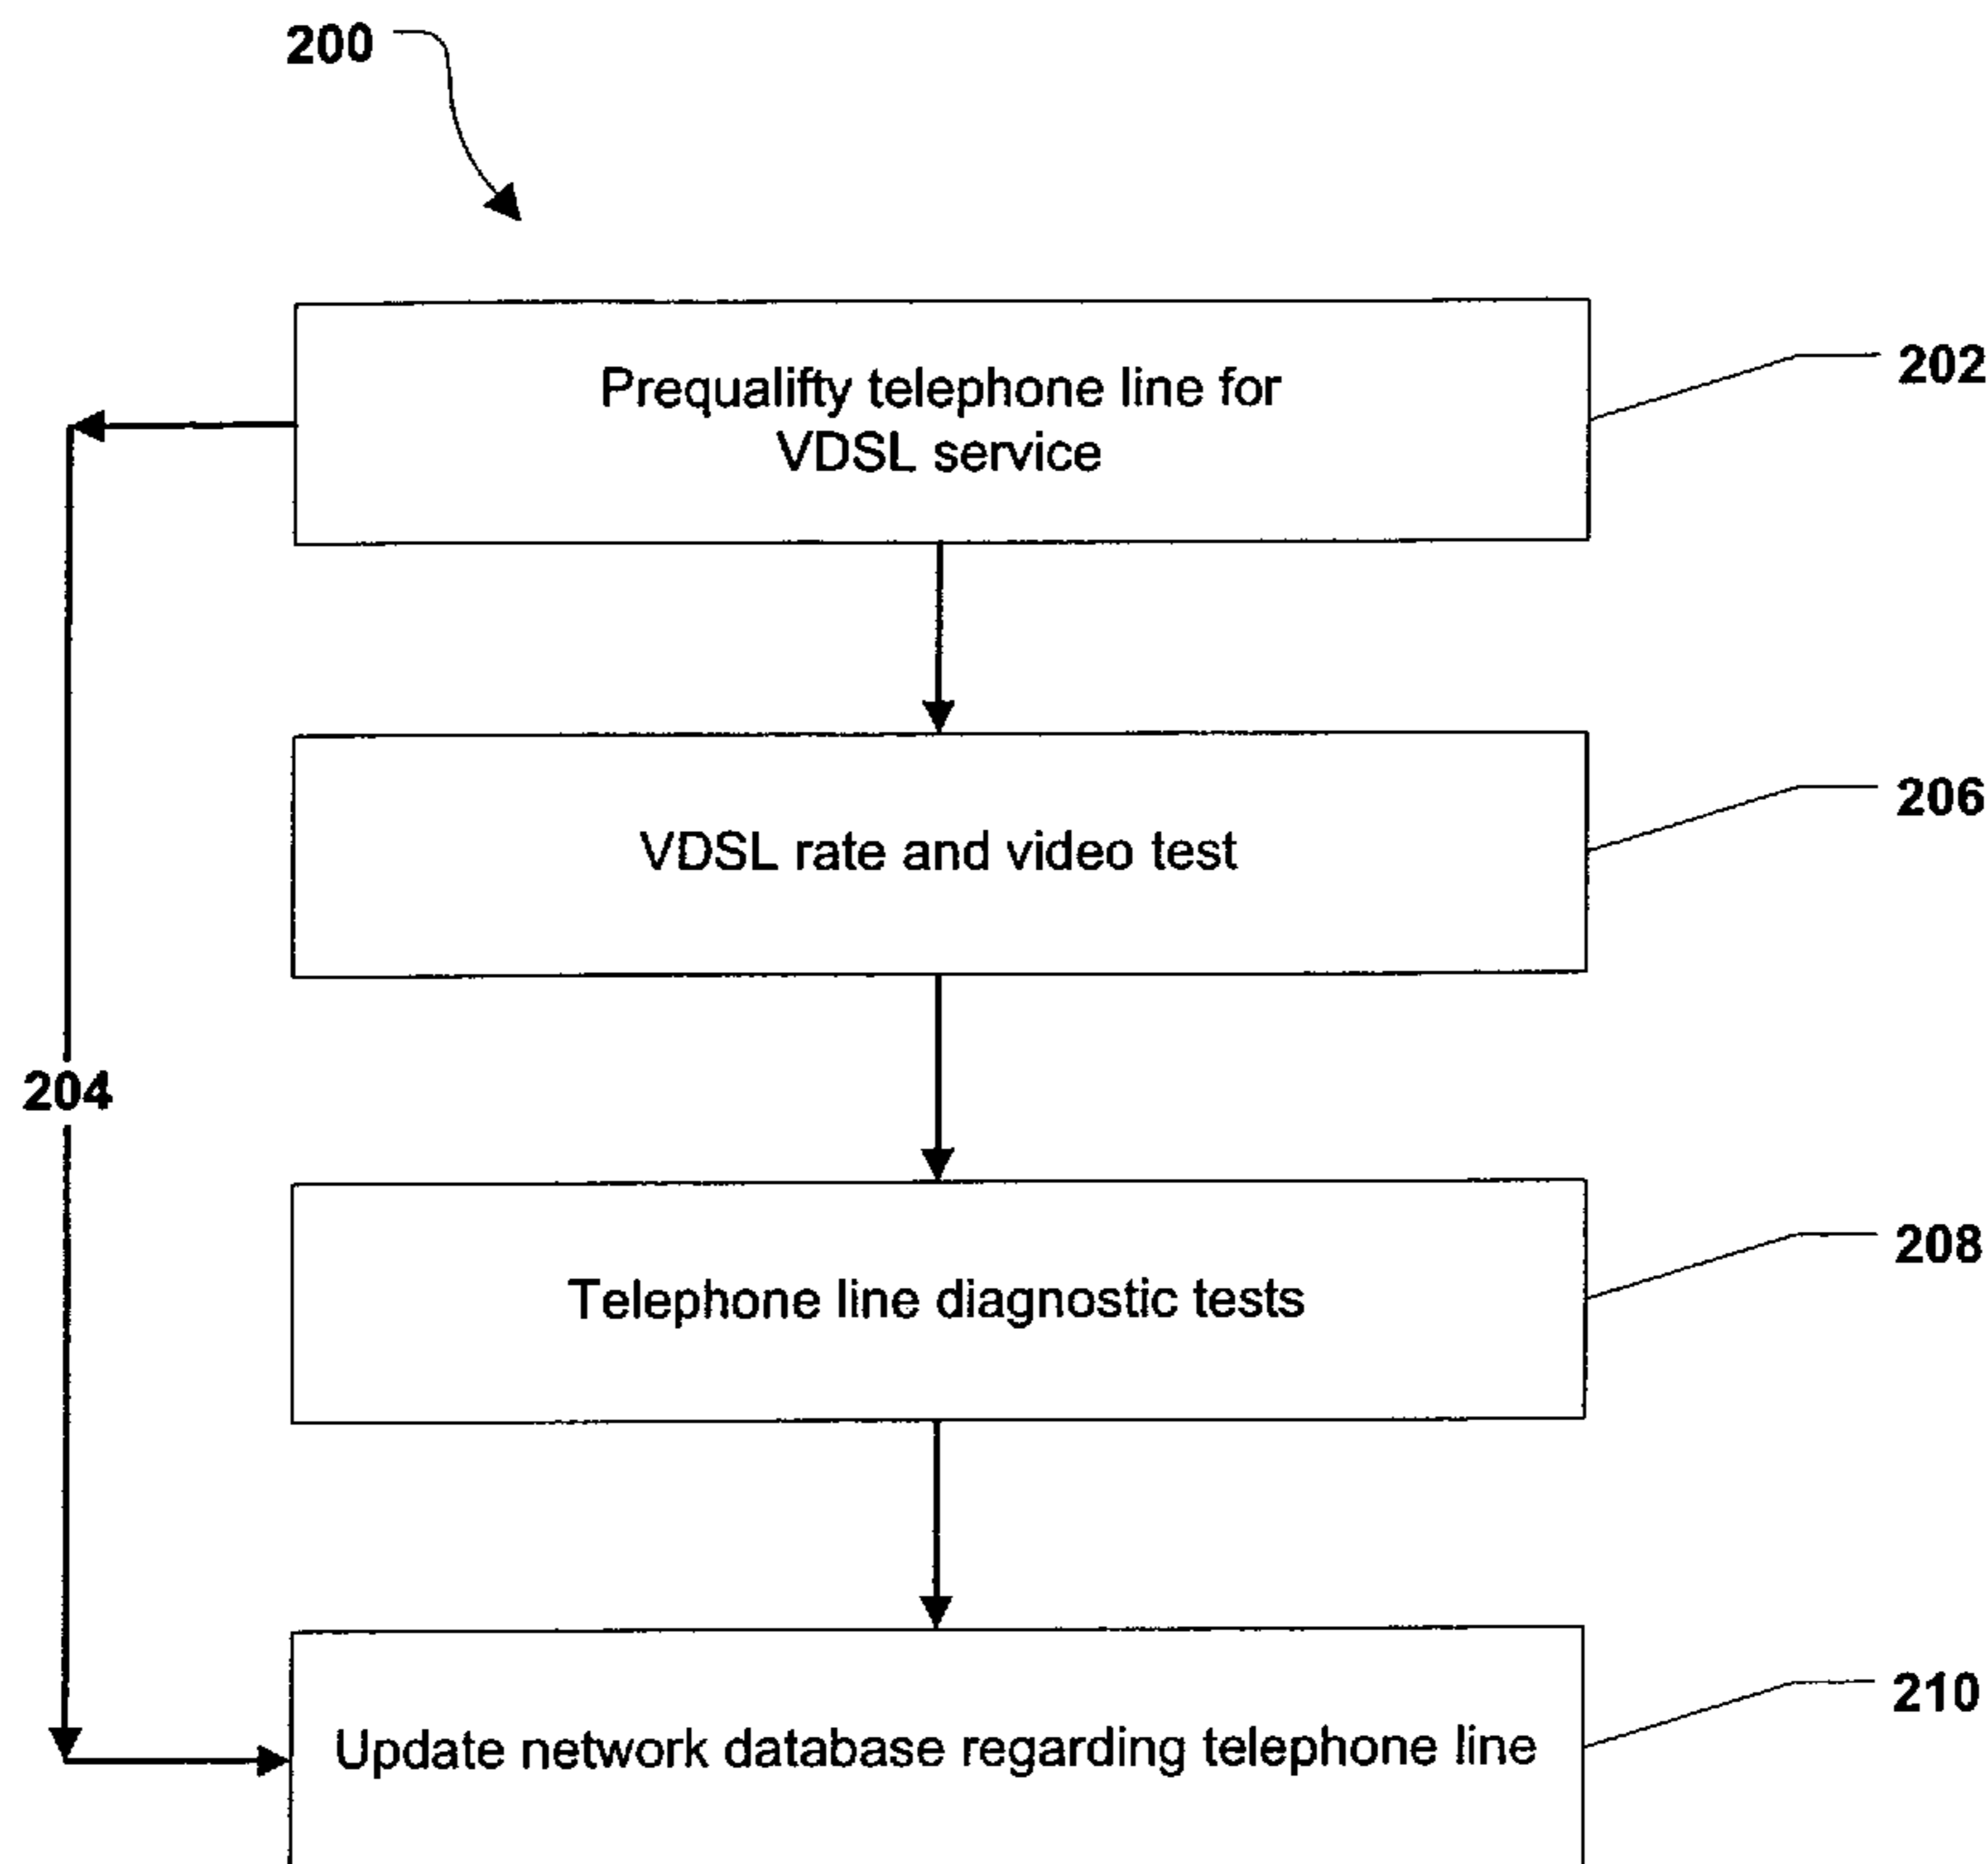 200
Prequalifty telephone line for
VDSL service
202
VDSL rate and video test
206
204
Telephone line diagnostic tests
208
Update network database regarding telephone line
210